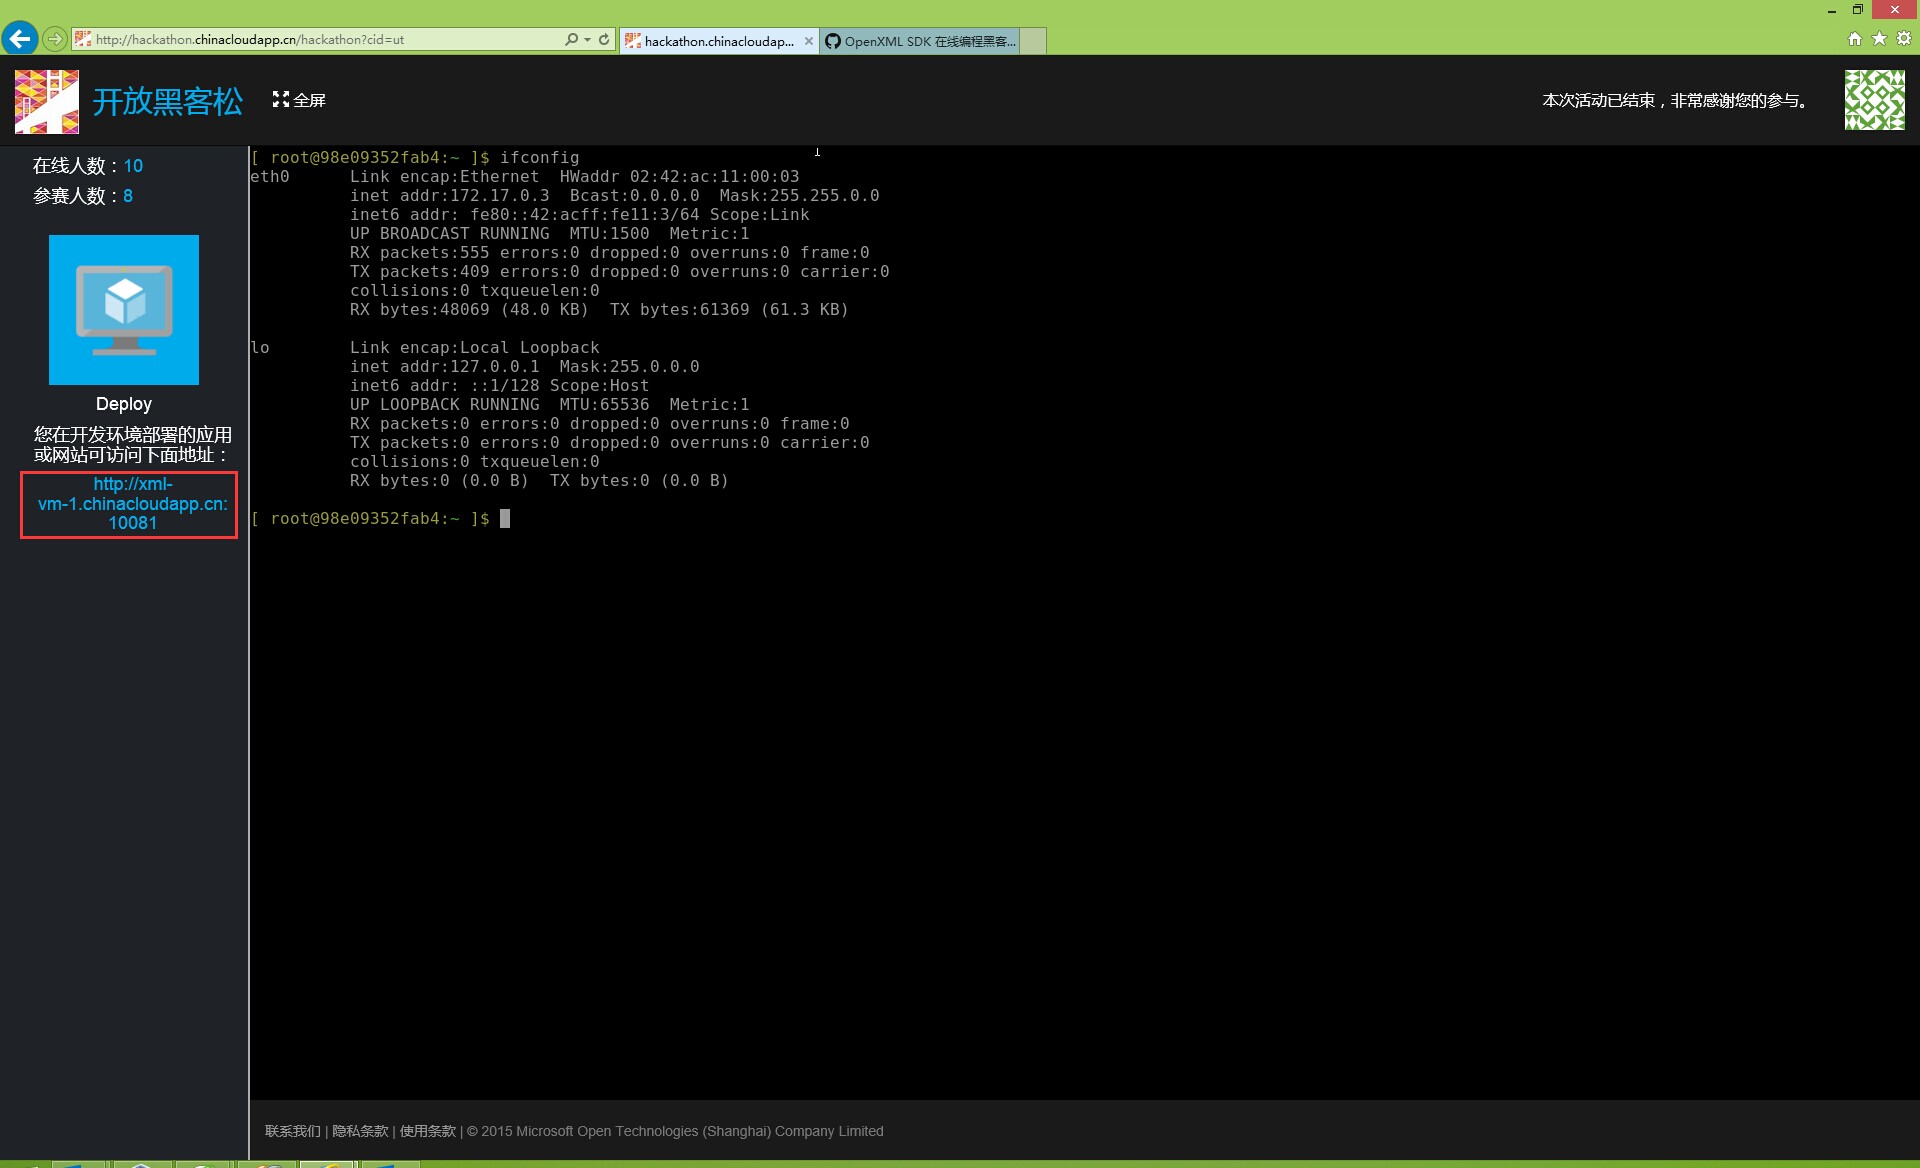 http://hackathon.chinacloudapp.cn/hackathon?cid=ut
hackathon.chinacloudap...
OpenXML SDK 在线编程黑客...
开放黑客松
全屏
本次活动已结束，非常感谢您的参与。
在线人数：10
参赛人数：8
Deploy
您在开发环境部署的应用
或网站可访问下面地址：
http://xml-
vm-1.chinacloudapp.cn:
10081
[ root@98e09352fab4:~ ]$ ifconfig
eth0      Link encap:Ethernet  HWaddr 02:42:ac:11:00:03
          inet addr:172.17.0.3  Bcast:0.0.0.0  Mask:255.255.0.0
          inet6 addr: fe80::42:acff:fe11:3/64 Scope:Link
          UP BROADCAST RUNNING  MTU:1500  Metric:1
          RX packets:555 errors:0 dropped:0 overruns:0 frame:0
          TX packets:409 errors:0 dropped:0 overruns:0 carrier:0
          collisions:0 txqueuelen:0
          RX bytes:48069 (48.0 KB)  TX bytes:61369 (61.3 KB)
lo        Link encap:Local Loopback
          inet addr:127.0.0.1  Mask:255.0.0.0
          inet6 addr: ::1/128 Scope:Host
          UP LOOPBACK RUNNING  MTU:65536  Metric:1
          RX packets:0 errors:0 dropped:0 overruns:0 frame:0
          TX packets:0 errors:0 dropped:0 overruns:0 carrier:0
          collisions:0 txqueuelen:0
          RX bytes:0 (0.0 B)  TX bytes:0 (0.0 B)
[ root@98e09352fab4:~ ]$
联系我们 | 隐私条款 | 使用条款 | © 2015 Microsoft Open Technologies (Shanghai) Company Limited